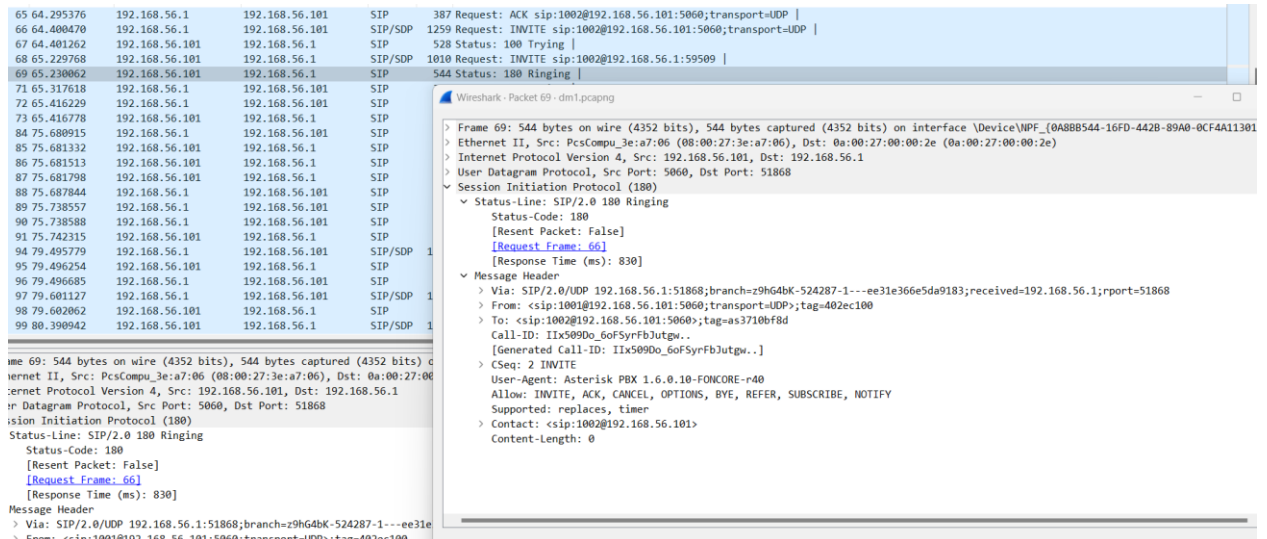 65 64.295376 192.168.56.1 192.168.56.101 SIP 387 Request: ACK sip:1002@192.168.56.101:5060;transport=UDP |
66 64.400470 192.168.56.1 192.168.56.101 SIP/SDP 1259 Request: INVITE sip:1002@192.168.56.101:5060;transport=UDP |
67 64.401262 192.168.56.101 192.168.56.1 SIP 528 Status: 100 Trying |
68 65.229768 192.168.56.101 192.168.56.1 SIP/SDP 1010 Request: INVITE sip:1002@192.168.56.1:59509 |
69 65.230062 192.168.56.101 192.168.56.1 SIP 544 Status: 180 Ringing |
71 65.317618 192.168.56.1 192.168.56.101 SIP
72 65.416229 192.168.56.1 192.168.56.101 SIP
73 65.416778 192.168.56.101 192.168.56.1 SIP
84 75.680915 192.168.56.1 192.168.56.101 SIP
85 75.681332 192.168.56.101 192.168.56.1 SIP
86 75.681513 192.168.56.101 192.168.56.1 SIP
87 75.681798 192.168.56.101 192.168.56.1 SIP
88 75.687844 192.168.56.1 192.168.56.101 SIP
89 75.738557 192.168.56.1 192.168.56.101 SIP
90 75.738588 192.168.56.1 192.168.56.101 SIP
91 75.742315 192.168.56.101 192.168.56.1 SIP
94 79.495779 192.168.56.1 192.168.56.101 SIP/SDP 1
95 79.496254 192.168.56.101 192.168.56.1 SIP
96 79.496685 192.168.56.1 192.168.56.101 SIP
97 79.601127 192.168.56.1 192.168.56.101 SIP/SDP 1
98 79.602062 192.168.56.101 192.168.56.1 SIP
99 80.390942 192.168.56.101 192.168.56.1 SIP/SDP 1
Wireshark · Packet 69 · dm1.pcapng
Frame 69: 544 bytes on wire (4352 bits), 544 bytes captured (4352 bits) on interface \Device\NPF_{0A8BB544-16FD-442B-89A0-0CF4A11301
Ethernet II, Src: PcsCompu_3e:a7:06 (08:00:27:3e:a7:06), Dst: 0a:00:27:00:00:2e (0a:00:27:00:00:2e)
Internet Protocol Version 4, Src: 192.168.56.101, Dst: 192.168.56.1
User Datagram Protocol, Src Port: 5060, Dst Port: 51868
Session Initiation Protocol (180)
Status-Line: SIP/2.0 180 Ringing
Status-Code: 180
[Resent Packet: False]
[Request Frame: 66]
[Response Time (ms): 830]
Message Header
Via: SIP/2.0/UDP 192.168.56.1:51868;branch=z9hG4bK-524287-1---ee31e366e5da9183;received=192.168.56.1;rport=51868
From: <sip:1001@192.168.56.101:5060;transport=UDP>;tag=402ec100
To: <sip:1002@192.168.56.101:5060>;tag=as3710bf8d
Call-ID: IIx509Do_6oFSyrFbJutgw..
[Generated Call-ID: IIx509Do_6oFSyrFbJutgw..]
CSeq: 2 INVITE
User-Agent: Asterisk PBX 1.6.0.10-FONCORE-r40
Allow: INVITE, ACK, CANCEL, OPTIONS, BYE, REFER, SUBSCRIBE, NOTIFY
Supported: replaces, timer
Contact: <sip:1002@192.168.56.101>
Content-Length: 0
ame 69: 544 bytes on wire (4352 bits), 544 bytes captured (4352 bits) o
hernet II, Src: PcsCompu_3e:a7:06 (08:00:27:3e:a7:06), Dst: 0a:00:27:00
ternet Protocol Version 4, Src: 192.168.56.101, Dst: 192.168.56.1
er Datagram Protocol, Src Port: 5060, Dst Port: 51868
ssion Initiation Protocol (180)
Status-Line: SIP/2.0 180 Ringing
Status-Code: 180
[Resent Packet: False]
[Request Frame: 66]
[Response Time (ms): 830]
Message Header
Via: SIP/2.0/UDP 192.168.56.1:51868;branch=z9hG4bK-524287-1---ee31e
From: <sip:1001@192.168.56.101:5060;transport=UDP>;tag=402ec100